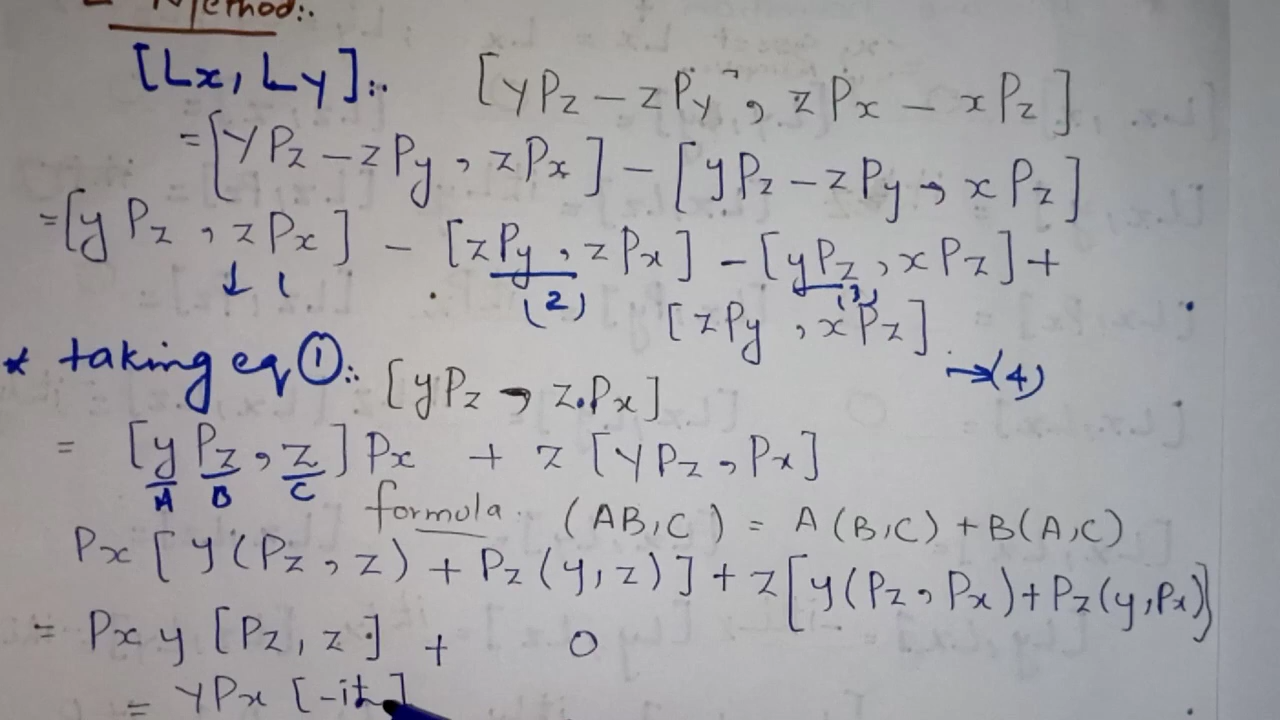 Method:.
[Lx, Ly]:. [yPz – zPy, zPx – xPz]
= [YPz – zPy, zPx] – [yPz – zPy, xPz]
= [yPz, zPx] – [zPy, zPx] – [yPz, xPz] +
↓ 1 (2) (3)
[zPy, xPz]
→(4)
* taking eq ①:. [yPz, z.Px]
= [yPz, z]Px + z[YPz, Px]
A B C
formula. (AB,C) = A(B,C) + B(A,C)
Px[y(Pz, z) + Pz(y,z)] + z[y(Pz, Px) + Pz(y,Px)}
= Px y [Pz, z] + 0
= YPx [-iħ]